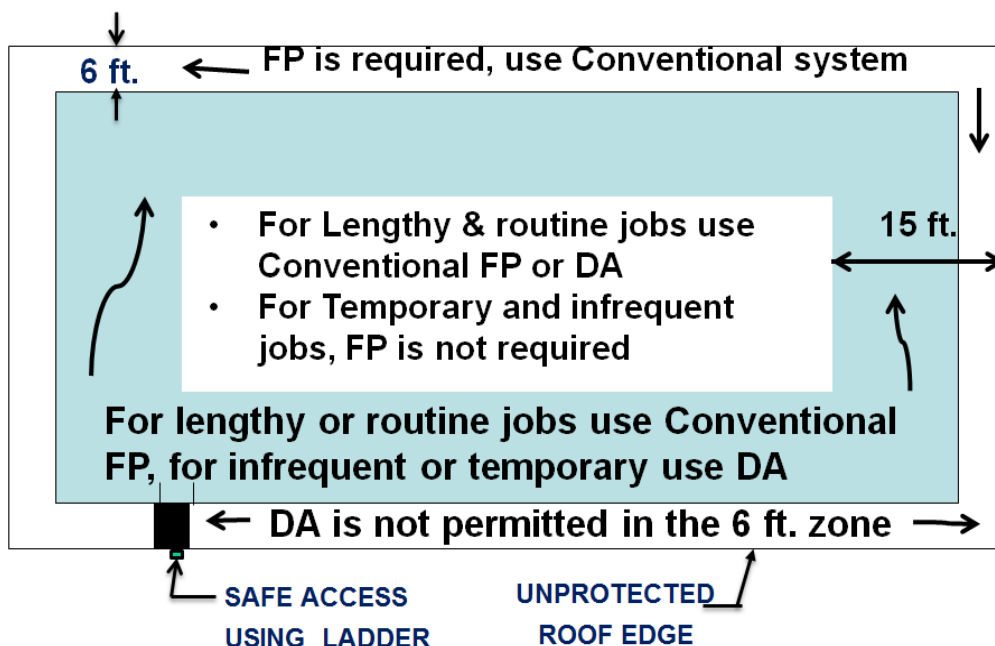 FP is required, use Conventional system
6 ft.
• For Lengthy & routine jobs use
Conventional FP or DA
• For Temporary and infrequent
jobs, FP is not required
15 ft.
For lengthy or routine jobs use Conventional
FP, for infrequent or temporary use DA
DA is not permitted in the 6 ft. zone
SAFE ACCESS
USING LADDER
UNPROTECTED
ROOF EDGE